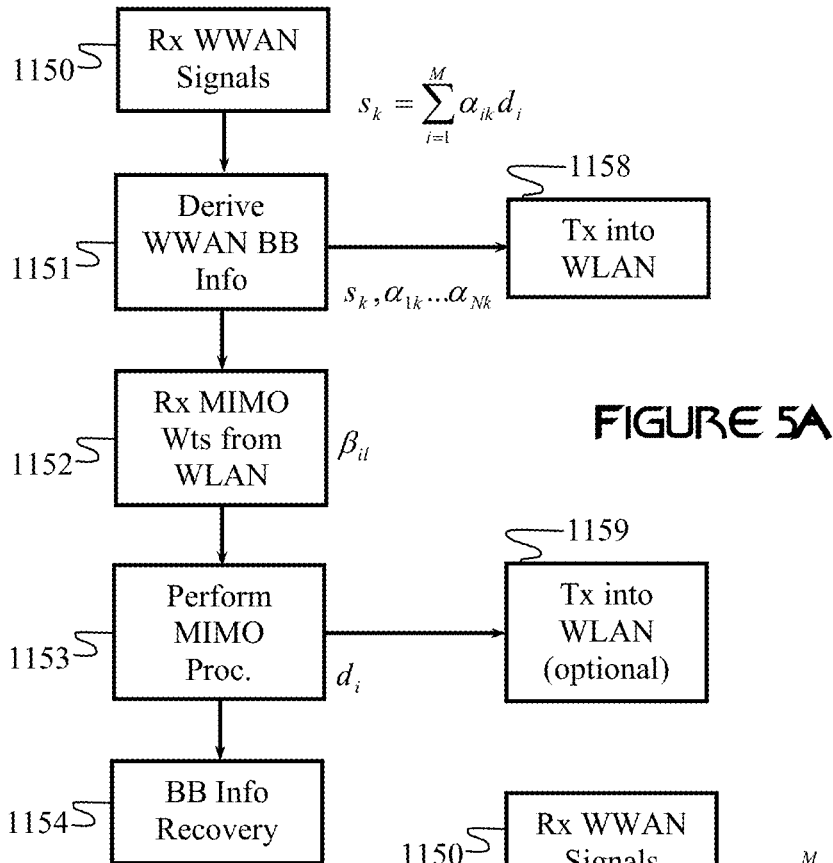 1150
Rx WWAN
Signals
s_k = \sum_{i=1}^{M} α_{ik} d_i
1158
Derive
WWAN BB
Info
1151
Tx into
WLAN
s_k, α_{1k}...α_{Nk}
Rx MIMO
Wts from
WLAN
1152
β_{il}
FIGURE 5A
1159
Perform
MIMO
Proc.
1153
Tx into
WLAN
(optional)
d_i
BB Info
Recovery
1154
1150
Rx WWAN
Signals
M